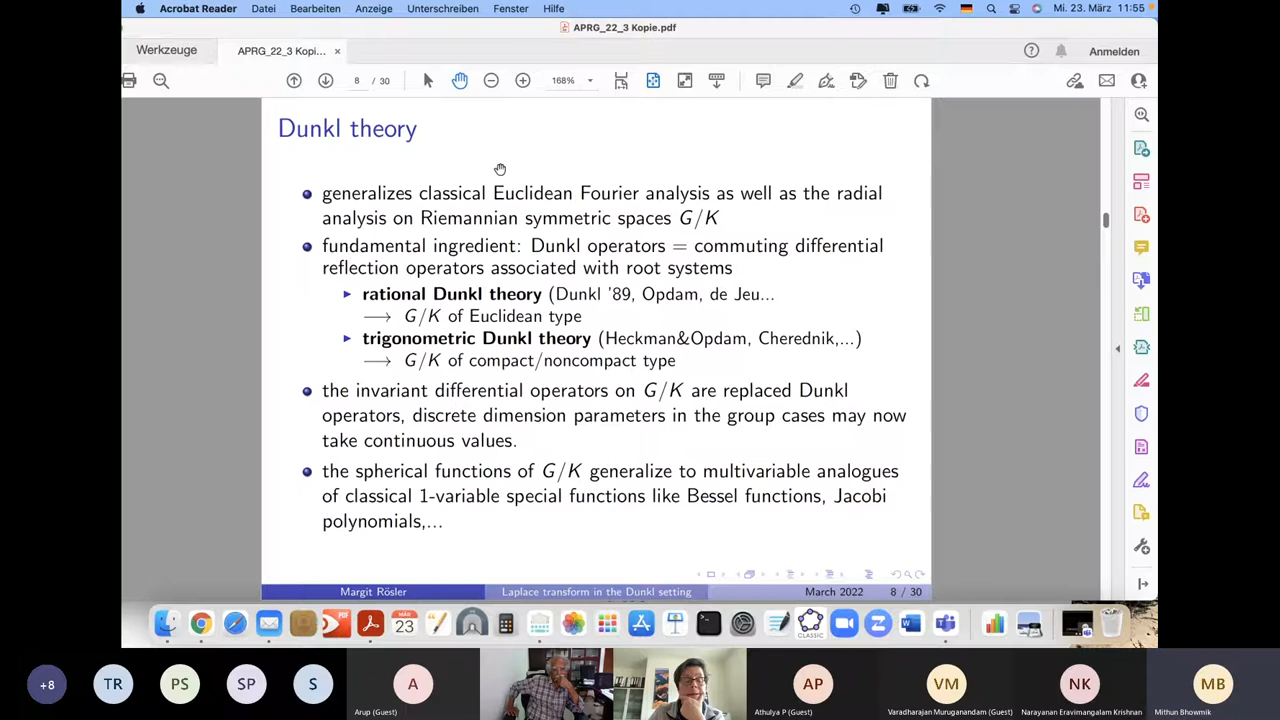 Acrobat Reader Datei Bearbeiten Anzeige Unterschreiben Fenster Hilfe Mi. 23. März 11:55
APRG_22_3 Kopie.pdf
Werkzeuge APRG_22_3 Kopi... × Anmelden
8 / 30 168%
Dunkl theory
generalizes classical Euclidean Fourier analysis as well as the radial
analysis on Riemannian symmetric spaces G/K
fundamental ingredient: Dunkl operators = commuting differential
reflection operators associated with root systems
rational Dunkl theory (Dunkl '89, Opdam, de Jeu...
⟶ G/K of Euclidean type
trigonometric Dunkl theory (Heckman&Opdam, Cherednik,...)
⟶ G/K of compact/noncompact type
the invariant differential operators on G/K are replaced Dunkl
operators, discrete dimension parameters in the group cases may now
take continuous values.
the spherical functions of G/K generalize to multivariable analogues
of classical 1-variable special functions like Bessel functions, Jacobi
polynomials,...
Margit Rösler Laplace transform in the Dunkl setting March 2022 8 / 30
PDF MÄR 23 CLASSIC
+8 TR PS SP S A AP VM NK MB
Arup (Guest) Athulya P (Guest) Varadharajan Muruganandam (Guest) Narayanan Eravimangalam Krishnan Mithun Bhowmik